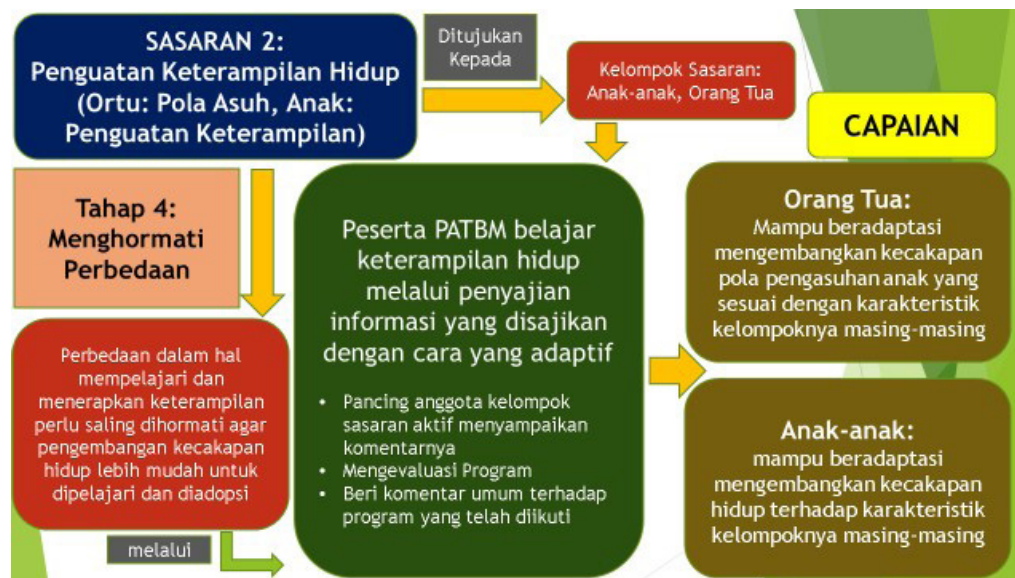 SASARAN 2:
Penguatan Keterampilan Hidup
(Ortu: Pola Asuh, Anak:
Penguatan Keterampilan)
Ditujukan
Kepada
Kelompok Sasaran:
Anak-anak, Orang Tua
CAPAIAN
Tahap 4:
Menghormati
Perbedaan
Perbedaan dalam hal
mempelajari dan
menerapkan keterampilan
perlu saling dihormati agar
pengembangan kecakapan
hidup lebih mudah untuk
dipelajari dan diadopsi
melalui
Peserta PATBM belajar
keterampilan hidup
melalui penyajian
informasi yang disajikan
dengan cara yang adaptif
• Pancing anggota kelompok
sasaran aktif menyampaikan
komentarnya
• Mengevaluasi Program
• Beri komentar umum terhadap
program yang telah diikuti
Orang Tua:
Mampu beradaptasi
mengembangkan kecakapan
pola pengasuhan anak yang
sesuai dengan karakteristik
kelompoknya masing-masing
Anak-anak:
mampu beradaptasi
mengembangkan kecakapan
hidup terhadap karakteristik
kelompoknya masing-masing